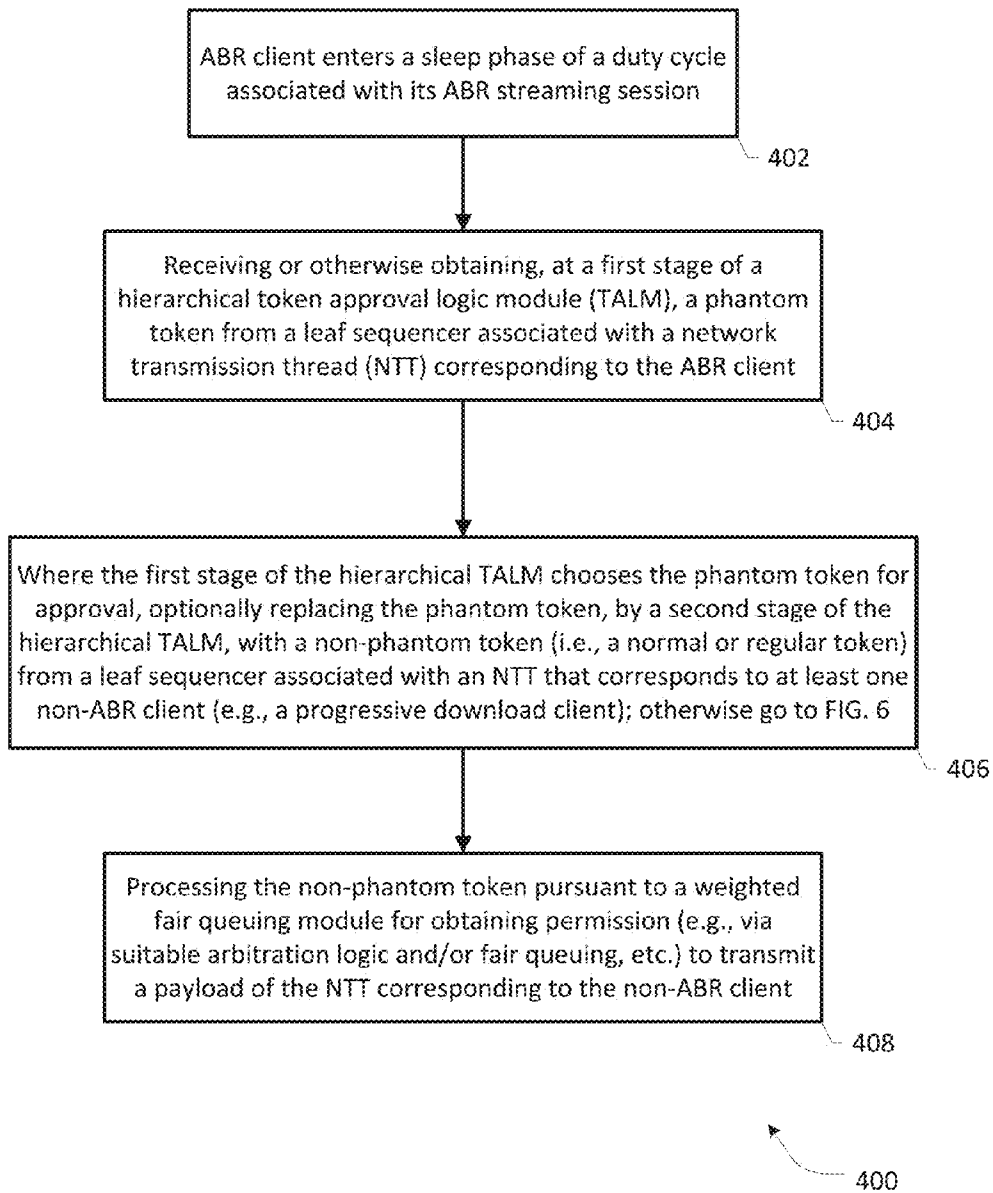 ABR client enters a sleep phase of a duty cycle
associated with its ABR streaming session
402
Receiving or otherwise obtaining, at a first stage of a
hierarchical token approval logic module (TALM), a phantom
token from a leaf sequencer associated with a network
transmission thread (NTT) corresponding to the ABR client
404
Where the first stage of the hierarchical TALM chooses the phantom token for
approval, optionally replacing the phantom token, by a second stage of the
hierarchical TALM, with a non-phantom token (i.e., a normal or regular token)
from a leaf sequencer associated with an NTT that corresponds to at least one
non-ABR client (e.g., a progressive download client); otherwise go to FIG. 6
406
Processing the non-phantom token pursuant to a weighted
fair queuing module for obtaining permission (e.g., via
suitable arbitration logic and/or fair queuing, etc.) to transmit
a payload of the NTT corresponding to the non-ABR client
408
400